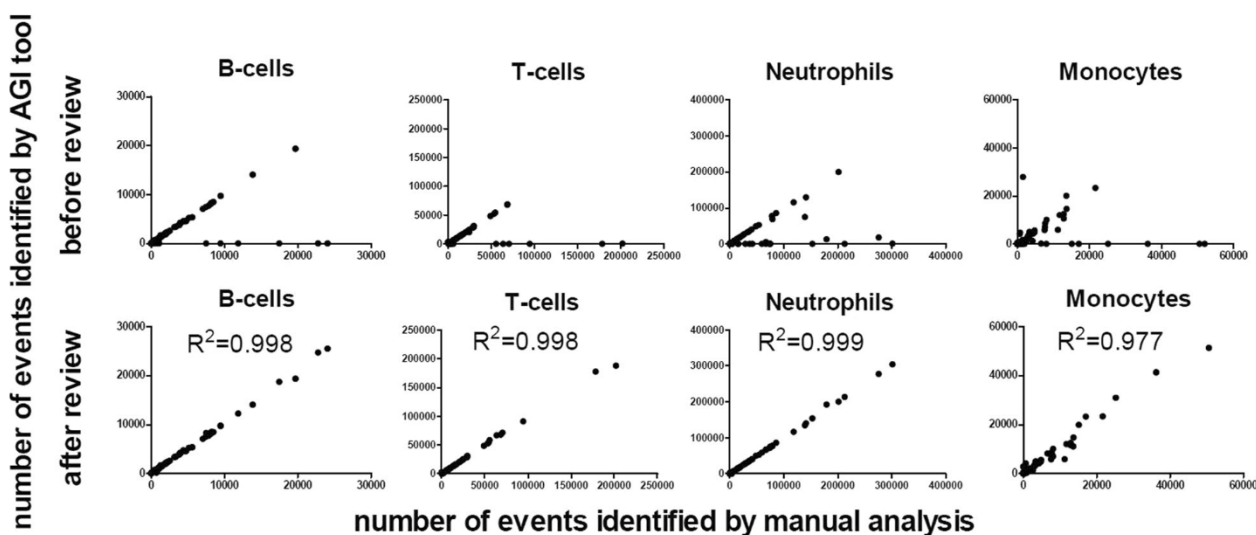 number of events identified by AGI tool
before review
after review
B-cells
T-cells
Neutrophils
Monocytes
30000
20000
10000
0
0 10000 20000 30000
250000
200000
150000
100000
50000
0
0 50000 100000 150000 200000 250000
400000
300000
200000
100000
0
0 100000 200000 300000 400000
60000
40000
20000
0
0 20000 40000 60000
B-cells
T-cells
Neutrophils
Monocytes
R²=0.998
R²=0.998
R²=0.999
R²=0.977
30000
20000
10000
0
0 10000 20000 30000
250000
200000
150000
100000
50000
0
0 50000 100000 150000 200000 250000
400000
300000
200000
100000
0
0 100000 200000 300000 400000
60000
40000
20000
0
0 20000 40000 60000
number of events identified by manual analysis